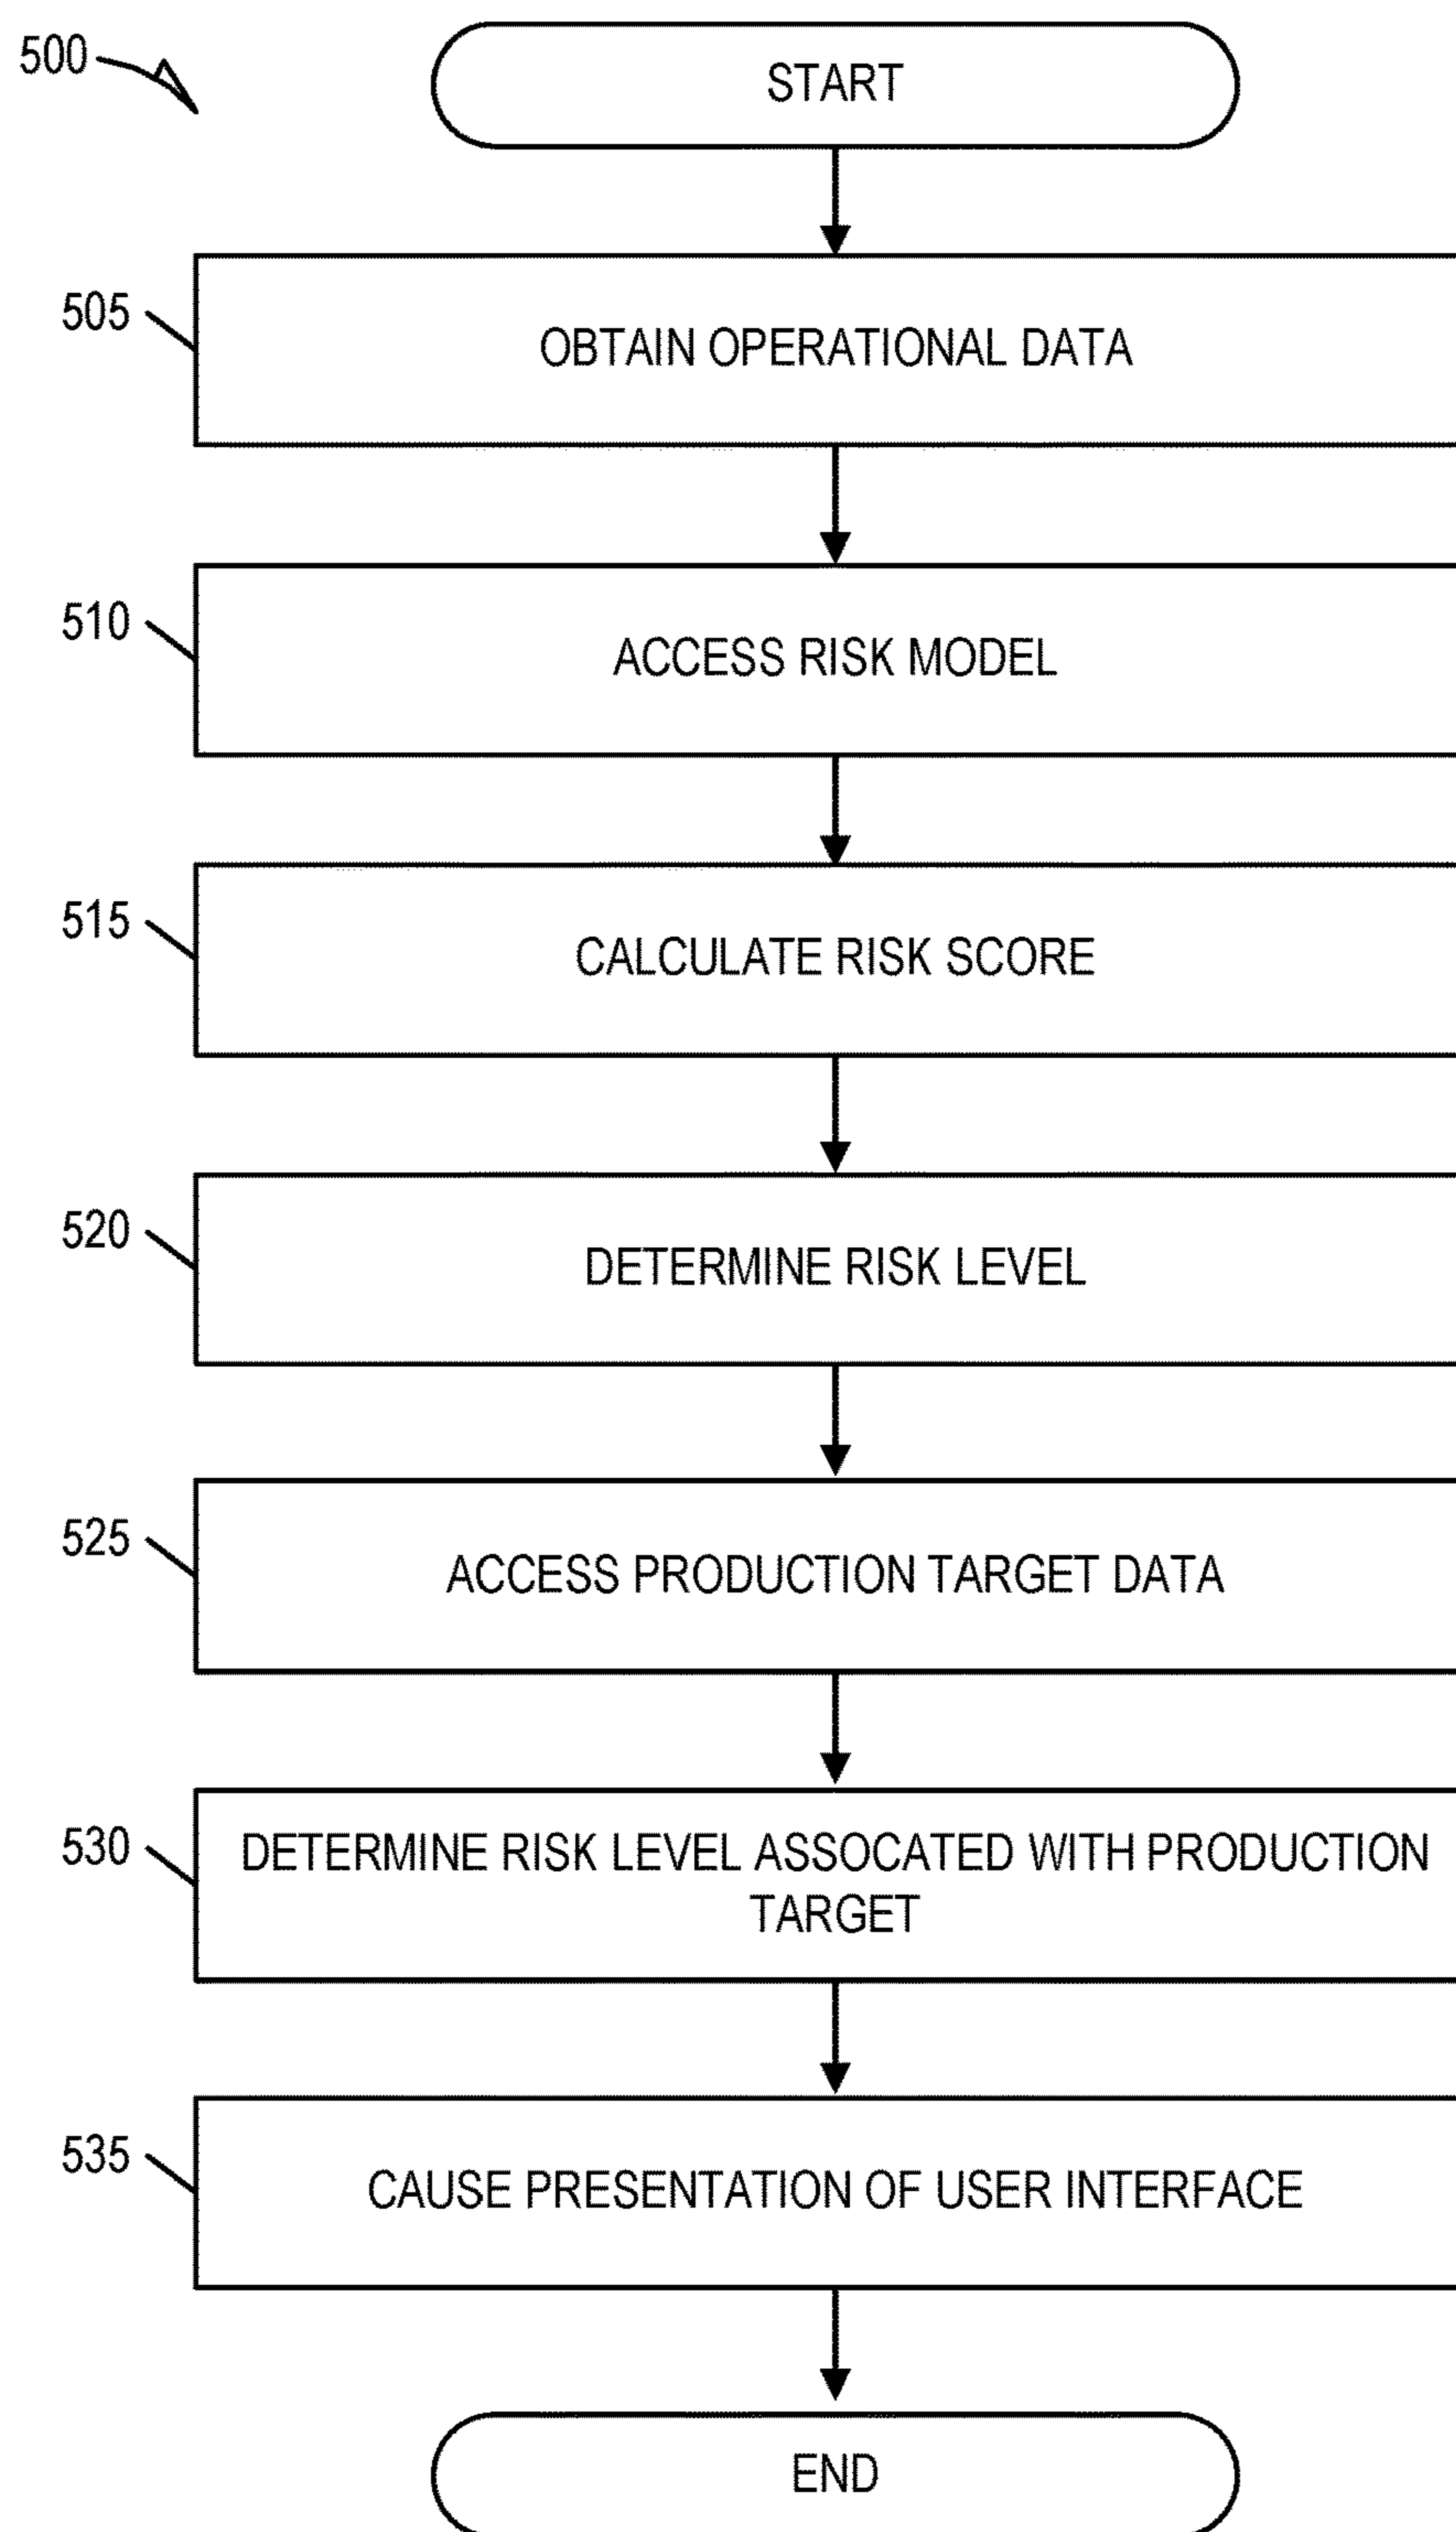 500
START
505
OBTAIN OPERATIONAL DATA
510
ACCESS RISK MODEL
515
CALCULATE RISK SCORE
520
DETERMINE RISK LEVEL
525
ACCESS PRODUCTION TARGET DATA
530
DETERMINE RISK LEVEL ASSOCATED WITH PRODUCTION
TARGET
535
CAUSE PRESENTATION OF USER INTERFACE
END